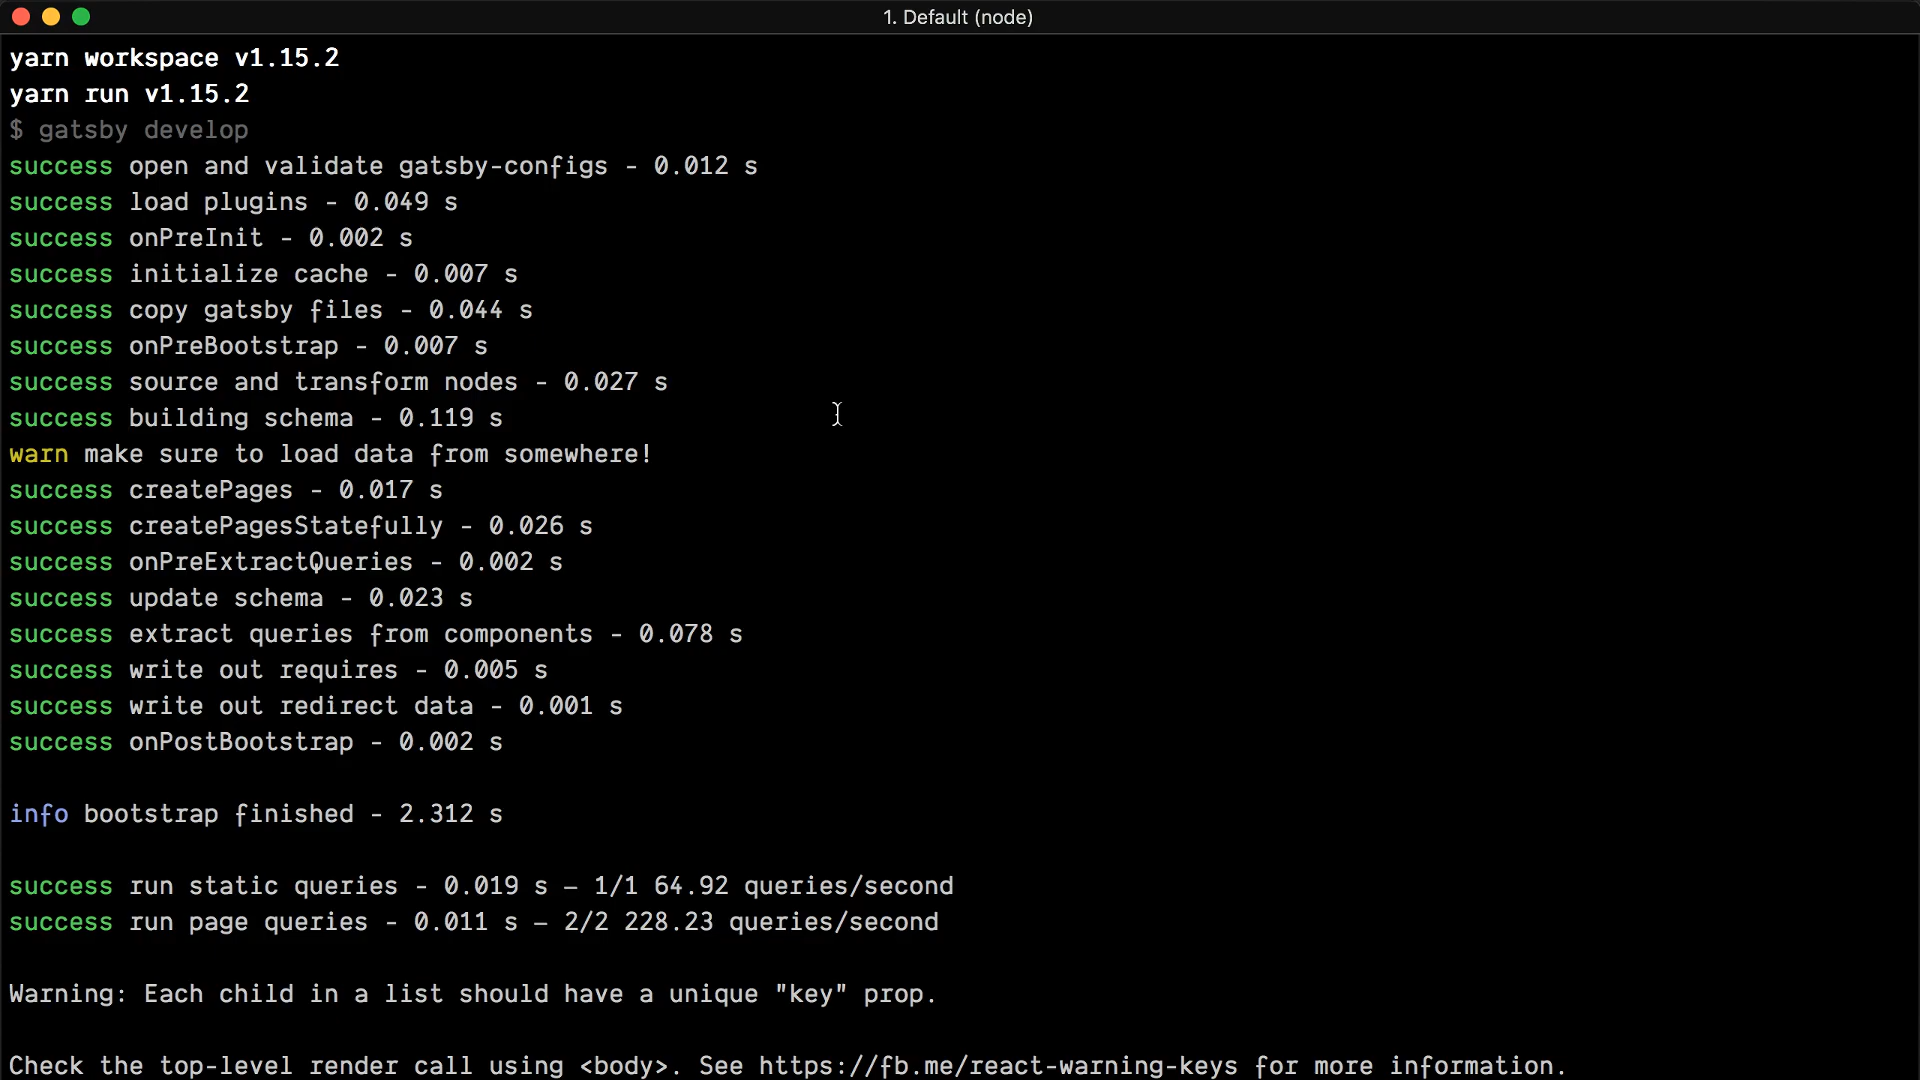 1. Default (node)
yarn workspace v1.15.2
yarn run v1.15.2
$ gatsby develop
success open and validate gatsby-configs - 0.012 s
success load plugins - 0.049 s
success onPreInit - 0.002 s
success initialize cache - 0.007 s
success copy gatsby files - 0.044 s
success onPreBootstrap - 0.007 s
success source and transform nodes - 0.027 s
success building schema - 0.119 s
warn make sure to load data from somewhere!
success createPages - 0.017 s
success createPagesStatefully - 0.026 s
success onPreExtractQueries - 0.002 s
success update schema - 0.023 s
success extract queries from components - 0.078 s
success write out requires - 0.005 s
success write out redirect data - 0.001 s
success onPostBootstrap - 0.002 s
info bootstrap finished - 2.312 s
success run static queries - 0.019 s — 1/1 64.92 queries/second
success run page queries - 0.011 s — 2/2 228.23 queries/second
Warning: Each child in a list should have a unique "key" prop.
Check the top-level render call using <body>. See https://fb.me/react-warning-keys for more information.